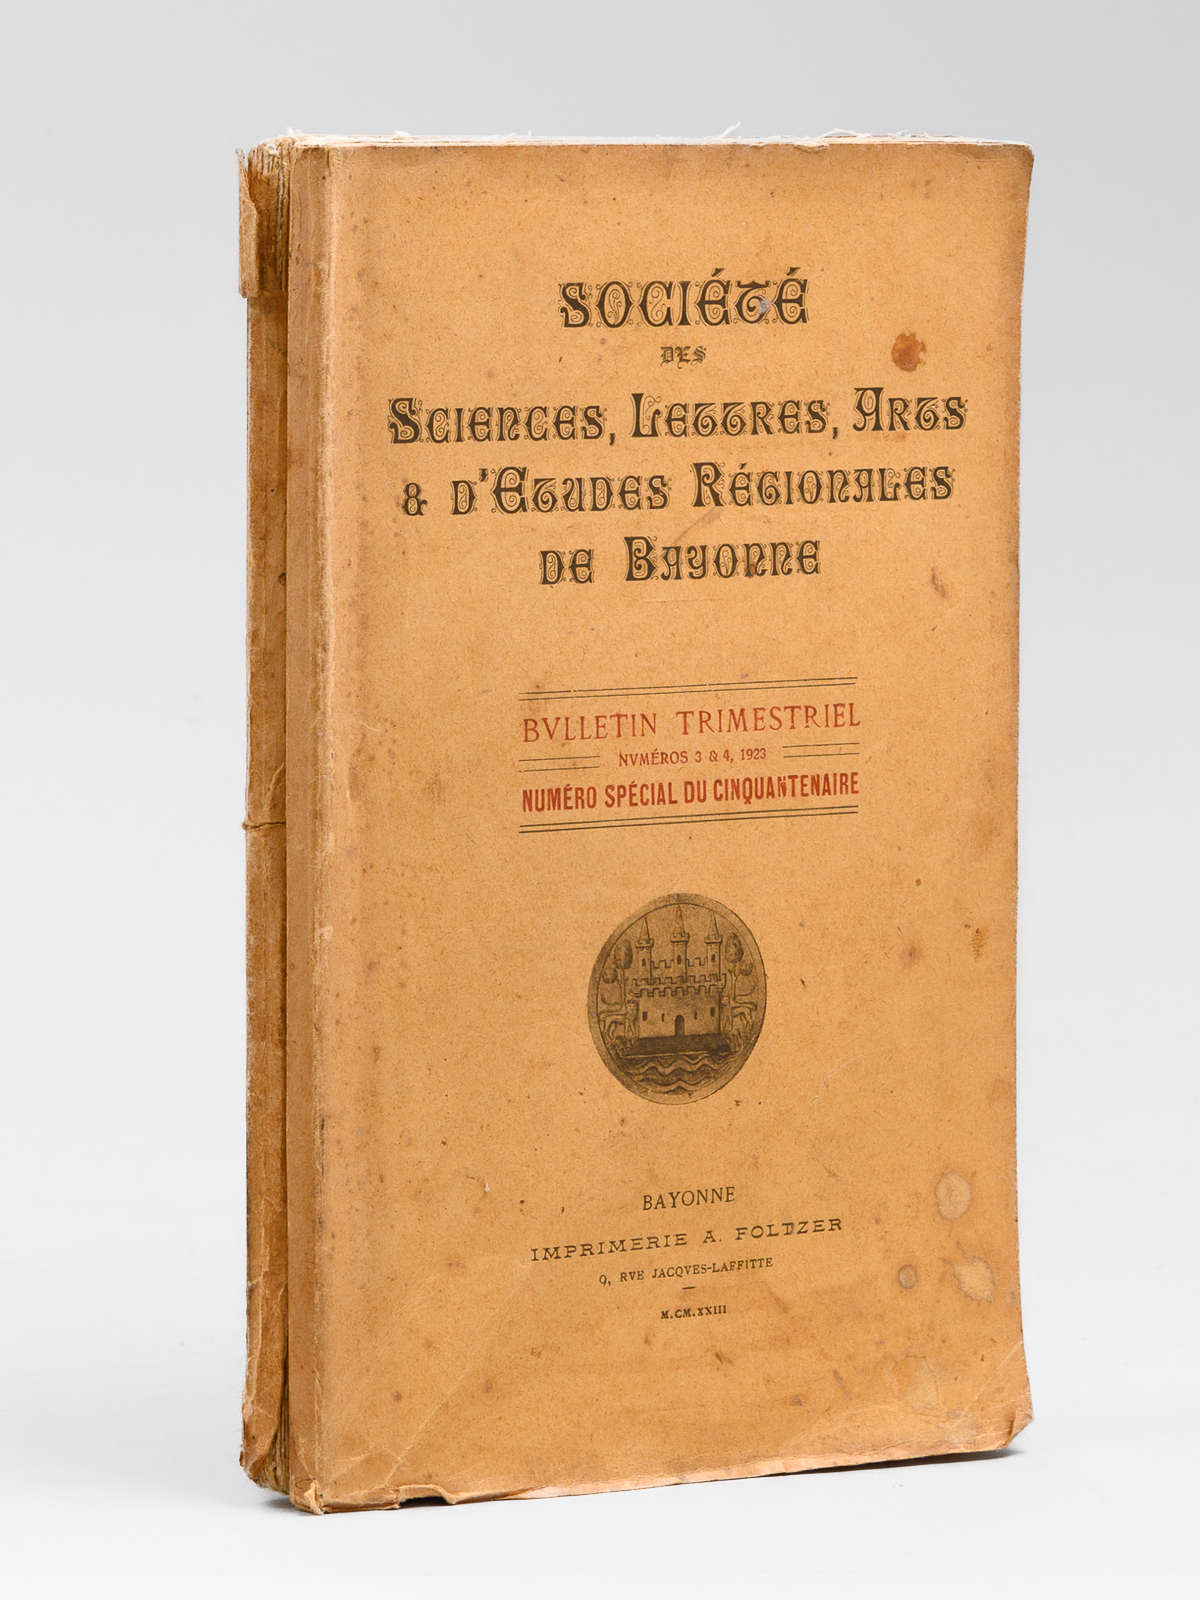 SOCIÉTÉ
DES
SCIENCES, LETTRES, ARTS
& D'ETUDES RÉGIONALES
DE BAYONNE
BVLLETIN TRIMESTRIEL
NVMÉROS 3 & 4, 1923
NUMÉRO SPÉCIAL DU CINQUANTENAIRE
BAYONNE
IMPRIMERIE A. FOLTZER
9, RVE JACQVES-LAFFITTE
M.CM.XXIII